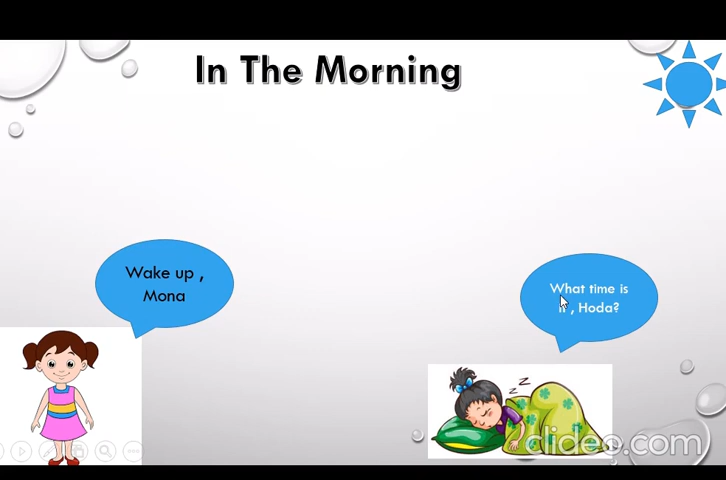 In The Morning
Wake up ,
Mona
What time is
it , Hoda?
z z
clideo.com